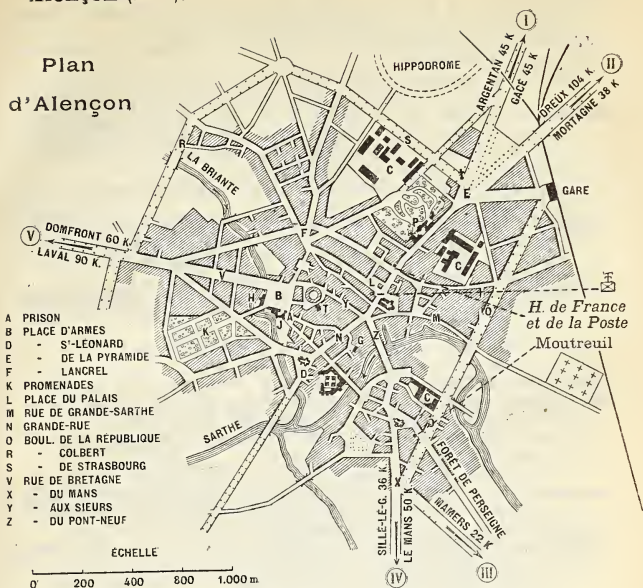 Plan
d'Alençon
HIPPODROME
ARGENTAN 45 K
GACÉ 45 K
DREUX 104 K.
MORTAGNE 38 K
I
II
GARE
LA BRIANTE
R
S
C
E
P
F
V
DOMFRONT 60 K.
LAVAL 90 K.
V
H
B
A
T
Y
L
C
M
O
K
J
N
G
Z
D
C
X
SARTHE
H. de France
et de la Poste
Moutreuil
FORÊT DE PERSEIGNE
MAMERS 22 K
SILLÉ-LE-G. 36 K
LE MANS 50 K
IV
III
A PRISON
B PLACE D'ARMES
D - St-LEONARD
E - DE LA PYRAMIDE
F - LANCREL
K PROMENADES
L PLACE DU PALAIS
M RUE DE GRANDE-SARTHE
N GRANDE-RUE
O BOUL. DE LA RÉPUBLIQUE
R - COLBERT
S - DE STRASBOURG
V RUE DE BRETAGNE
X - DU MANS
Y - AUX SIEURS
Z - DU PONT-NEUF
ÉCHELLE
0 200 400 800 1.000 m